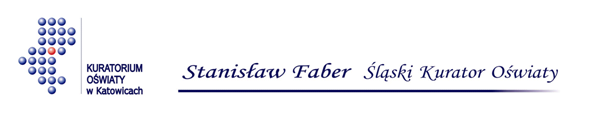 KURATORIUM
OŚWIATY
w Katowicach
Stanisław Faber Śląski Kurator Oświaty